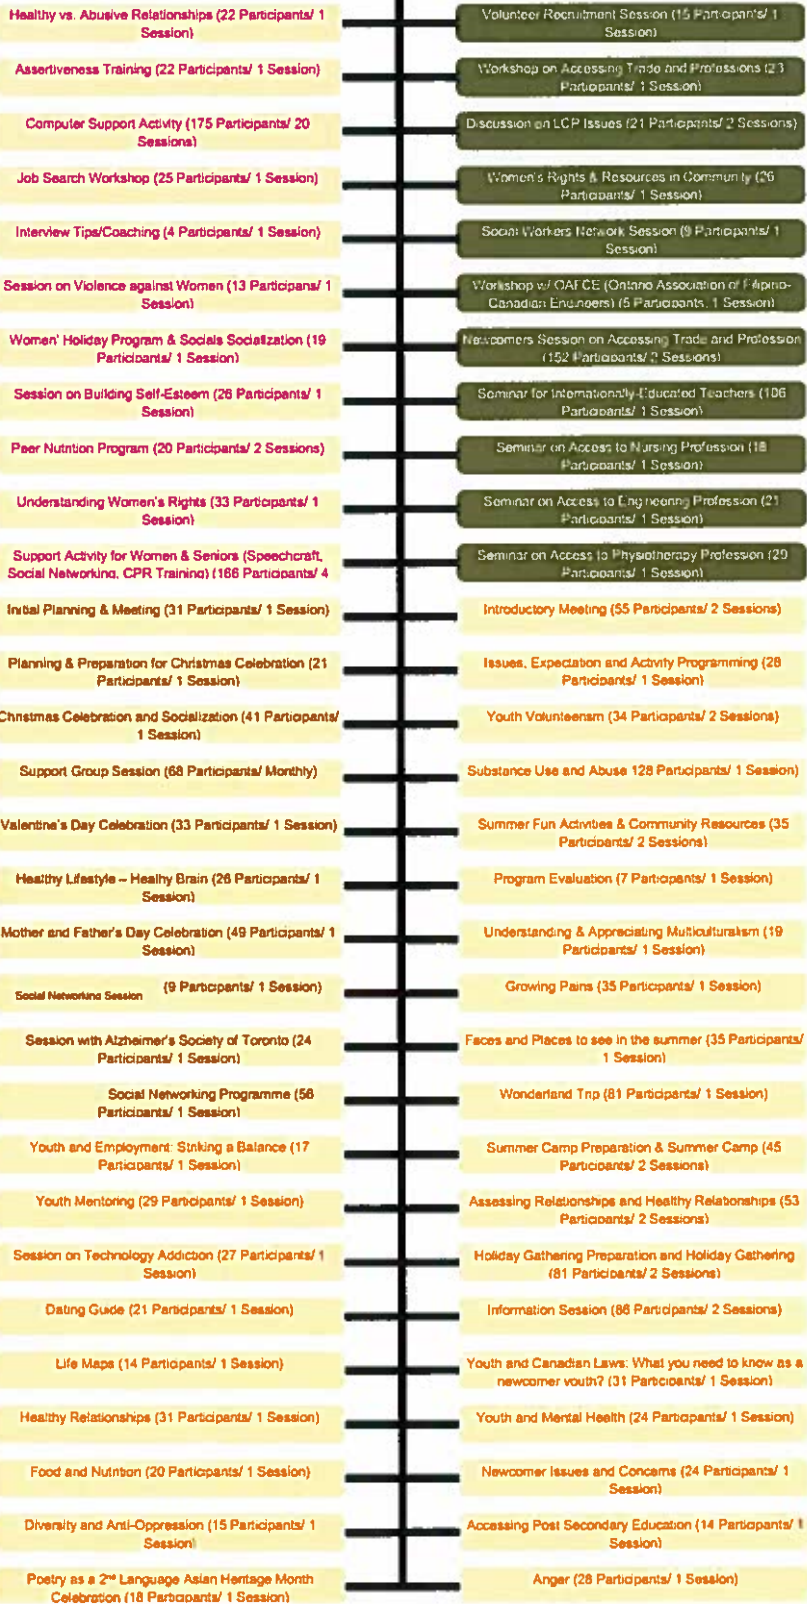 Healthy vs. Abusive Relationships (22 Participants/ 1
Session)
Volunteer Recruitment Session (15 Participants/ 1
Session)
Assertiveness Training (22 Participants/ 1 Session)
Workshop on Accessing Trade and Professions (23
Participants/ 1 Session)
Computer Support Activity (175 Participants/ 20
Sessions)
Discussion on LCP Issues (21 Participants/ 2 Sessions)
Job Search Workshop (25 Participants/ 1 Session)
Women's Rights & Resources in Community (26
Participants/ 1 Session)
Interview Tips/Coaching (4 Participants/ 1 Session)
Social Workers Network Session (9 Participants/ 1
Session)
Session on Violence against Women (13 Participans/ 1
Session)
Workshop w/ OAFCE (Ontario Association of Filipino-
Canadian Engineers) (5 Participants, 1 Session)
Women' Holiday Program & Socials Socialization (19
Participants/ 1 Session)
Newcomers Session on Accessing Trade and Profession
(152 Participants/ 2 Sessions)
Session on Building Self-Esteem (26 Participants/ 1
Session)
Seminar for Internationally-Educated Teachers (106
Participants/ 1 Session)
Peer Nutrition Program (20 Participants/ 2 Sessions)
Seminar on Access to Nursing Profession (18
Participants/ 1 Session)
Understanding Women's Rights (33 Participants/ 1
Session)
Seminar on Access to Engineering Profession (21
Participants/ 1 Session)
Support Activity for Women & Seniors (Speechcraft,
Social Networking, CPR Training) (166 Participants/ 4
Seminar on Access to Physiotherapy Profession (29
Participants/ 1 Session)
Initial Planning & Meeting (31 Participants/ 1 Session)
Introductory Meeting (55 Participants/ 2 Sessions)
Planning & Preparation for Christmas Celebration (21
Participants/ 1 Session)
Issues, Expectation and Activity Programming (28
Participants/ 1 Session)
Christmas Celebration and Socialization (41 Participants/
1 Session)
Youth Volunteerism (34 Participants/ 2 Sessions)
Support Group Session (68 Participants/ Monthly)
Substance Use and Abuse 128 Participants/ 1 Session)
Valentine's Day Celebration (33 Participants/ 1 Session)
Summer Fun Activities & Community Resources (35
Participants/ 2 Sessions)
Healthy Lifestyle – Healhy Brain (26 Participants/ 1
Session)
Program Evaluation (7 Participants/ 1 Session)
Mother and Father's Day Celebration (49 Participants/ 1
Session)
Understanding & Appreciating Multiculturalism (19
Participants/ 1 Session)
Social Networking Session (9 Participants/ 1 Session)
Growing Pains (35 Participants/ 1 Session)
Session with Alzheimer's Society of Toronto (24
Participants/ 1 Session)
Faces and Places to see in the summer (35 Participants/
1 Session)
Social Networking Programme (56
Participants/ 1 Session)
Wonderland Trip (81 Participants/ 1 Session)
Youth and Employment: Striking a Balance (17
Participants/ 1 Session)
Summer Camp Preparation & Summer Camp (45
Participants/ 2 Sessions)
Youth Mentoring (29 Participants/ 1 Session)
Assessing Relationships and Healthy Relationships (53
Participants/ 2 Sessions)
Session on Technology Addiction (27 Participants/ 1
Session)
Holiday Gathering Preparation and Holiday Gathering
(81 Participants/ 2 Sessions)
Dating Guide (21 Participants/ 1 Session)
Information Session (86 Participants/ 2 Sessions)
Life Maps (14 Participants/ 1 Session)
Youth and Canadian Laws: What you need to know as a
newcomer youth? (31 Participants/ 1 Session)
Healthy Relationships (31 Participants/ 1 Session)
Youth and Mental Health (24 Participants/ 1 Session)
Food and Nutrition (20 Participants/ 1 Session)
Newcomer Issues and Concerns (24 Participants/ 1
Session)
Diversity and Anti-Oppression (15 Participants/ 1
Session)
Accessing Post Secondary Education (14 Participants/ 1
Session)
Poetry as a 2nd Language Asian Heritage Month
Celebration (18 Participants/ 1 Session)
Anger (28 Participants/ 1 Session)